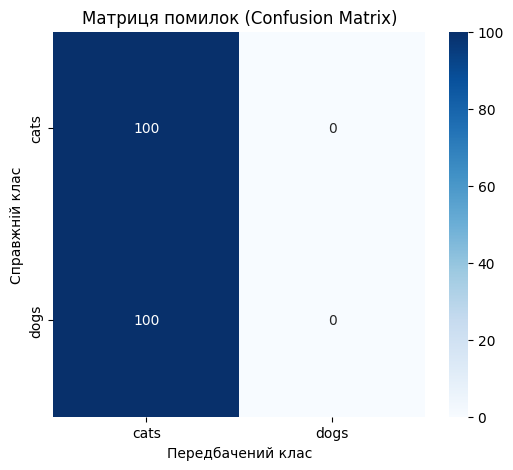 Матриця помилок (Confusion Matrix)
Справжній клас
cats
100
0
dogs
100
0
cats
dogs
Передбачений клас
100
80
60
40
20
0